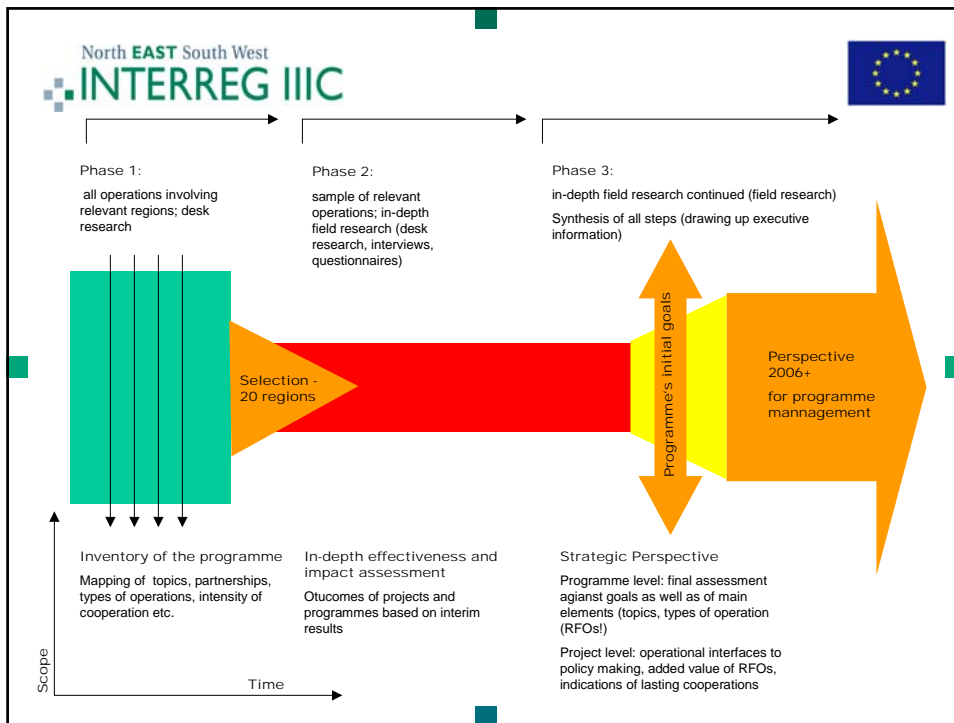 North EAST South West
INTERREG IIIC
Phase 1:
all operations involving
relevant regions; desk
research
Phase 2:
sample of relevant
operations; in-depth
field research (desk
research, interviews,
questionnaires)
Phase 3:
in-depth field research continued (field research)
Synthesis of all steps (drawing up executive
information)
Selection -
20 regions
Programme's initial goals
Perspective
2006+
for programme
mannagement
Inventory of the programme
Mapping of topics, partnerships,
types of operations, intensity of
cooperation etc.
In-depth effectiveness and
impact assessment
Otucomes of projects and
programmes based on interim
results
Strategic Perspective
Programme level: final assessment
agianst goals as well as of main
elements (topics, types of operation
(RFOs!)
Project level: operational interfaces to
policy making, added value of RFOs,
indications of lasting cooperations
Scope
Time